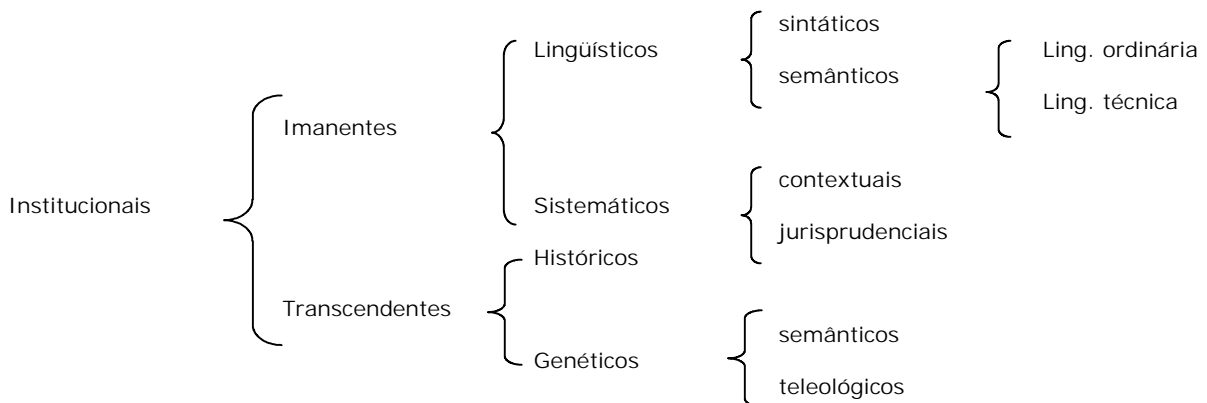 Institucionais
Imanentes
Lingüísticos
sintáticos
semânticos
Ling. ordinária
Ling. técnica
Sistemáticos
contextuais
jurisprudenciais
Transcendentes
Históricos
Genéticos
semânticos
teleológicos